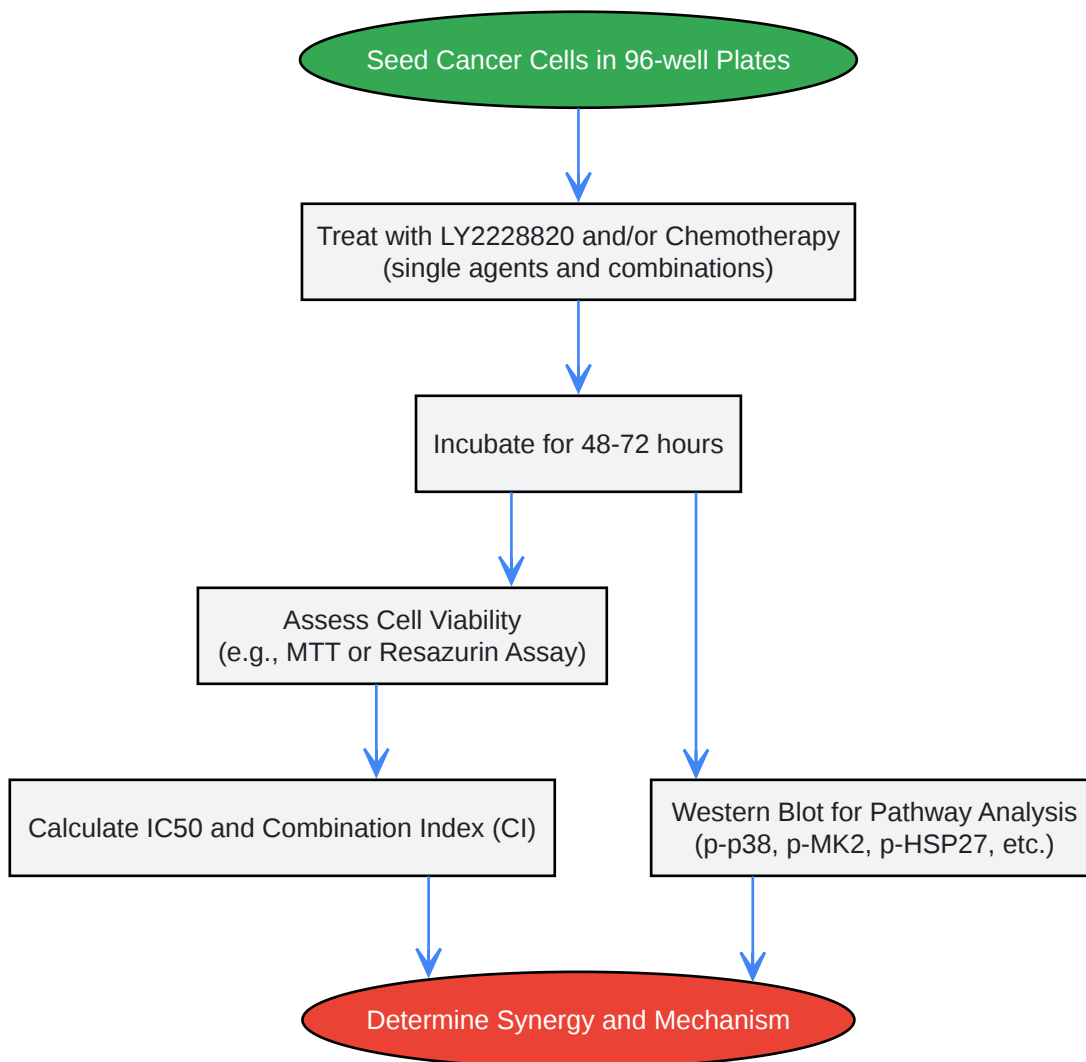 Seed Cancer Cells in 96-well Plates
Treat with LY2228820 and/or Chemotherapy
(single agents and combinations)
Incubate for 48-72 hours
Assess Cell Viability
(e.g., MTT or Resazurin Assay)
Calculate IC50 and Combination Index (CI)
Western Blot for Pathway Analysis
(p-p38, p-MK2, p-HSP27, etc.)
Determine Synergy and Mechanism